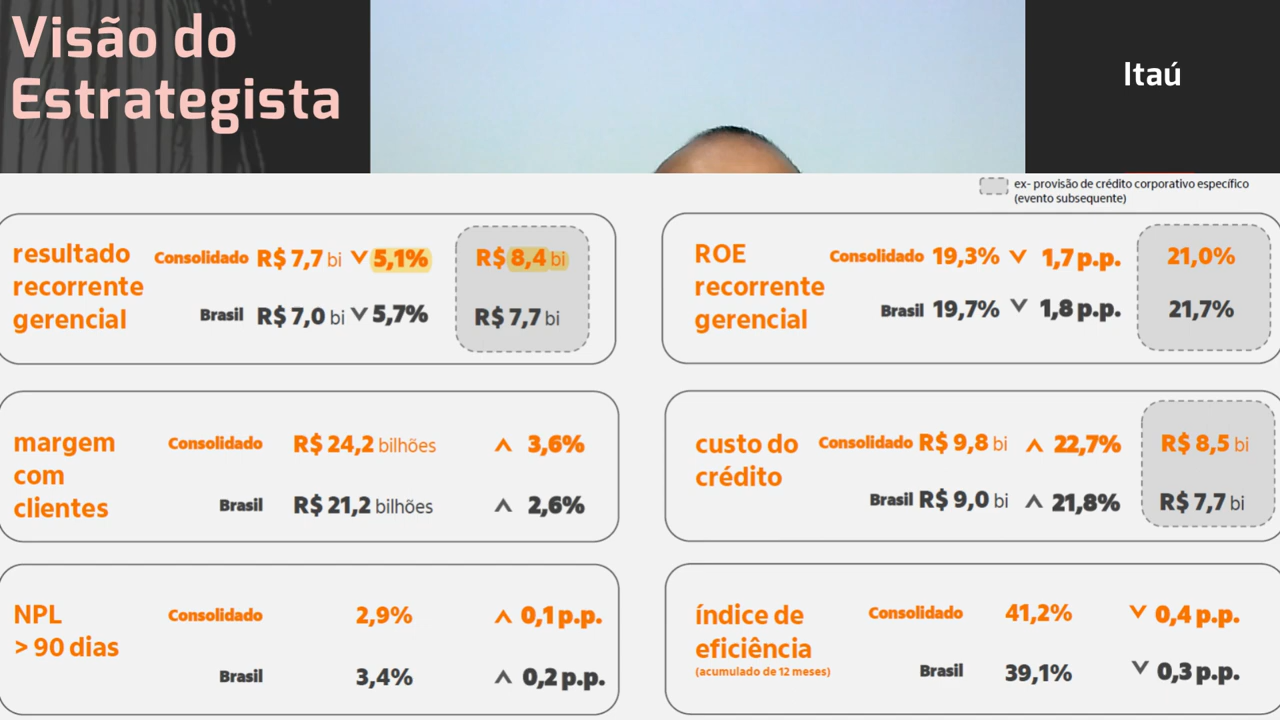 Visão do
Estrategista
Itaú
ex- provisão de crédito corporativo específico
(evento subsequente)
resultado
recorrente
gerencial
Consolidado R$ 7,7 bi 5,1% R$ 8,4 bi
Brasil R$ 7,0 bi 5,7% R$ 7,7 bi
ROE
recorrente
gerencial
Consolidado 19,3% 1,7 p.p. 21,0%
Brasil 19,7% 1,8 p.p. 21,7%
margem
com
clientes
Consolidado R$ 24,2 bilhões 3,6%
Brasil R$ 21,2 bilhões 2,6%
custo do
crédito
Consolidado R$ 9,8 bi 22,7% R$ 8,5 bi
Brasil R$ 9,0 bi 21,8% R$ 7,7 bi
NPL
> 90 dias
Consolidado 2,9% 0,1 p.p.
Brasil 3,4% 0,2 p.p.
índice de
eficiência
(acumulado de 12 meses)
Consolidado 41,2% 0,4 p.p.
Brasil 39,1% 0,3 p.p.